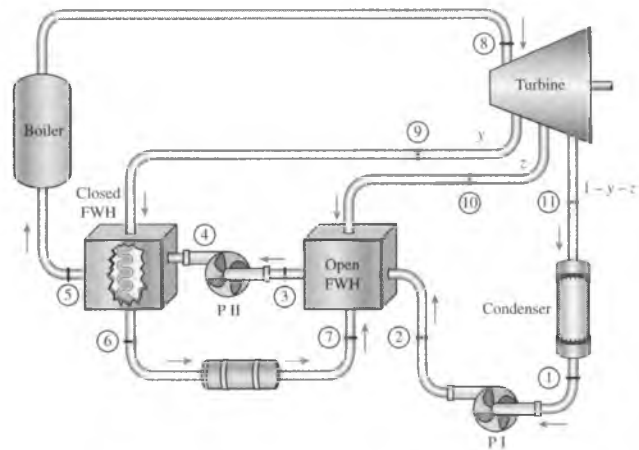 8
Turbine
Boiler
9
y
z
10
1 − y − z
11
Closed
FWH
4
Open
FWH
Condenser
5
P II
3
6
7
2
1
P I